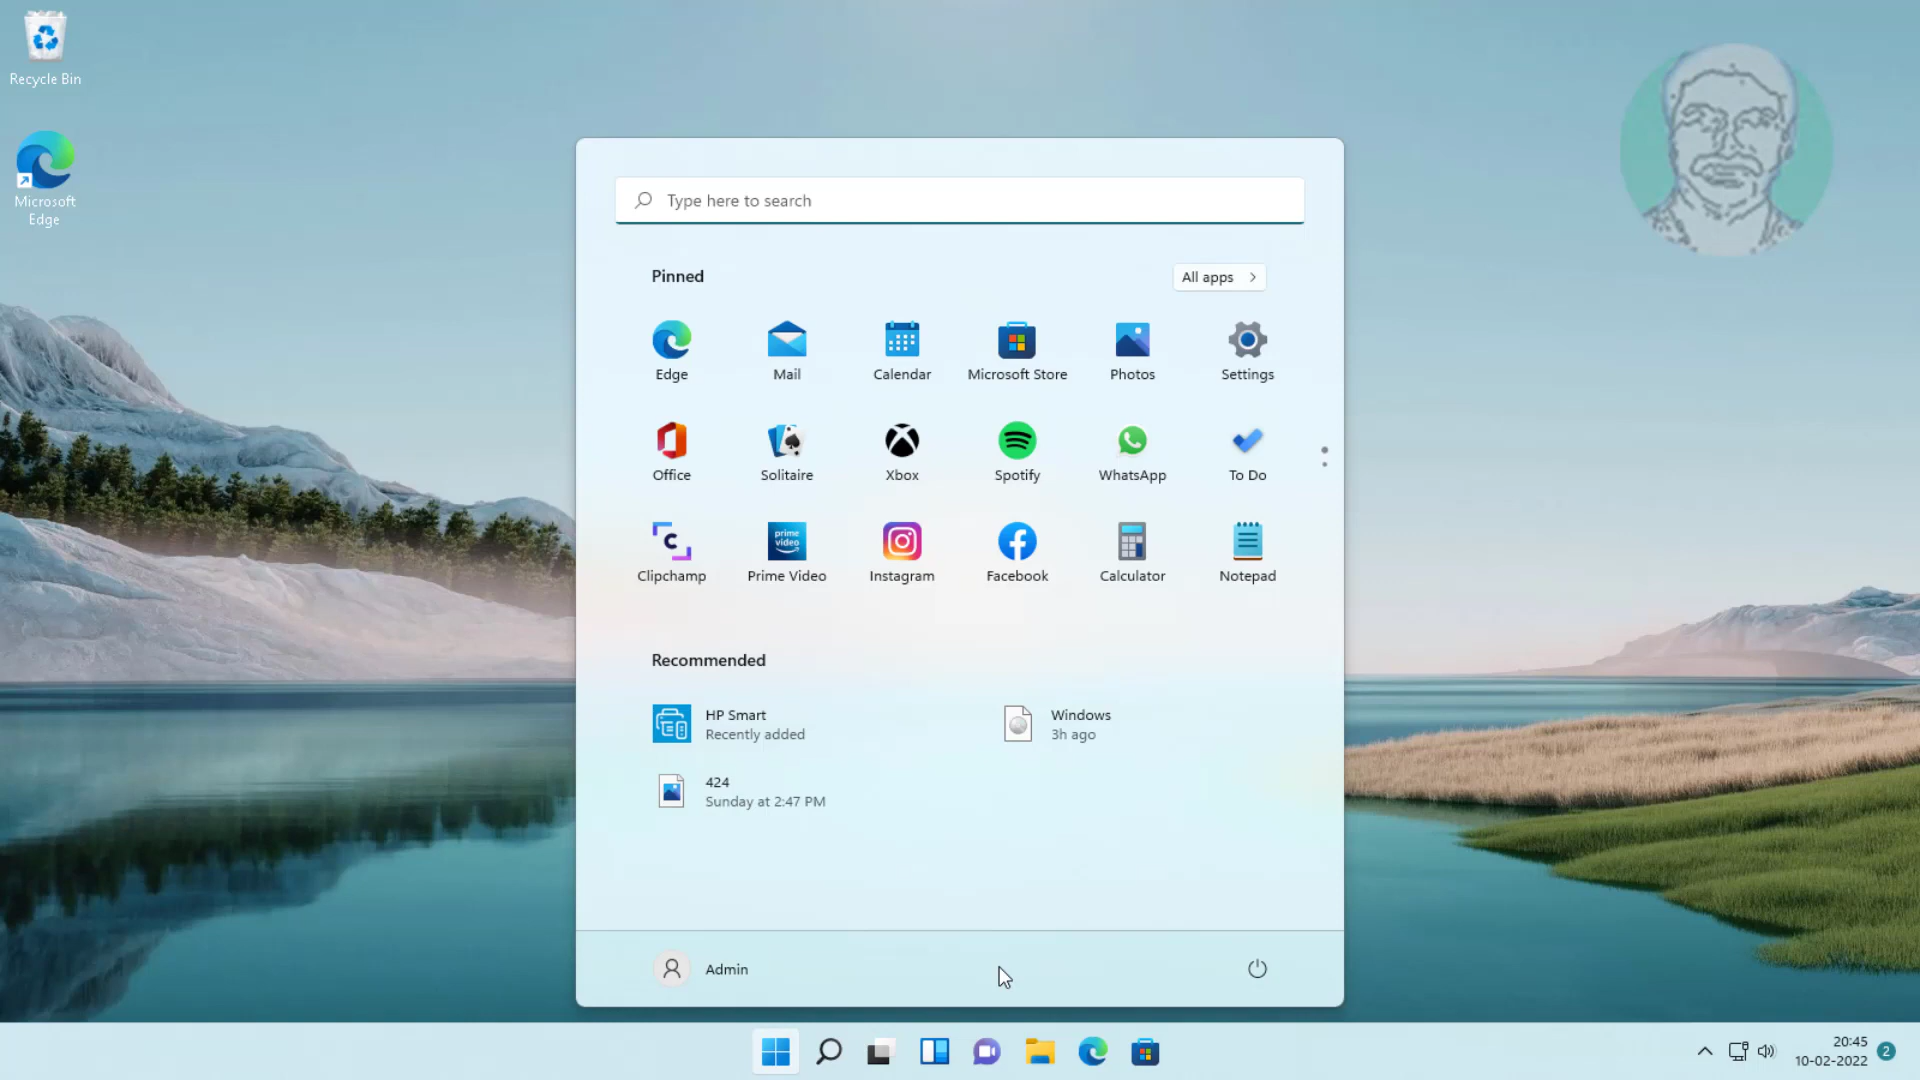 Recycle Bin
Microsoft
Edge
Type here to search
Pinned
All apps
Edge
Mail
Calendar
Microsoft Store
Photos
Settings
Office
Solitaire
Xbox
Spotify
WhatsApp
To Do
C
prime
video
Clipchamp
Prime Video
Instagram
Facebook
Calculator
Notepad
Recommended
HP Smart
Recently added
Windows
3h ago
424
Sunday at 2:47 PM
Admin
20:45
10-02-2022
2